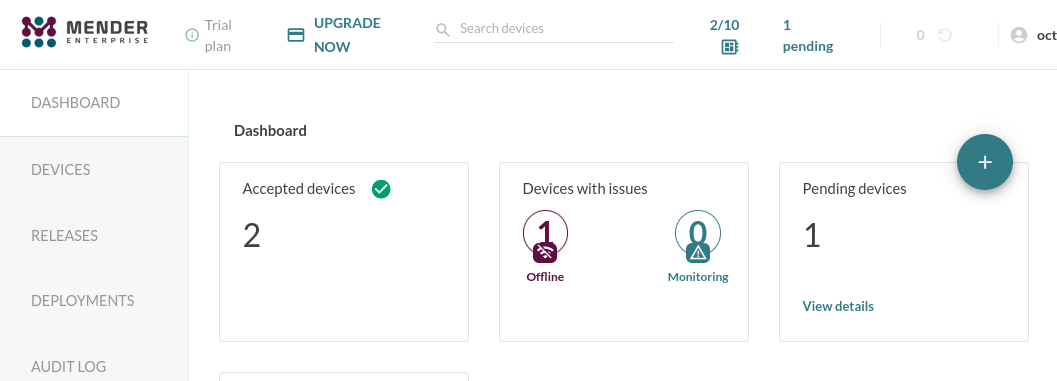 MENDER
ENTERPRISE
Trial
plan
UPGRADE
NOW
Search devices
2/10
1
pending
0
oct
DASHBOARD
DEVICES
RELEASES
DEPLOYMENTS
AUDIT LOG
Dashboard
Accepted devices
2
Devices with issues
1
Offline
0
Monitoring
Pending devices
1
View details